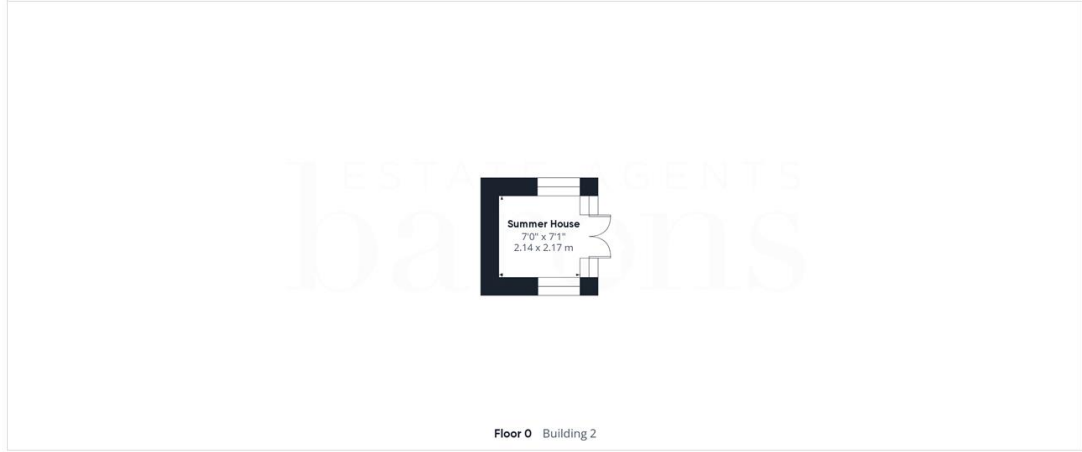 ESTATE AGENTS
barons
Summer House
7'0" x 7'1"
2.14 x 2.17 m
Floor 0 Building 2